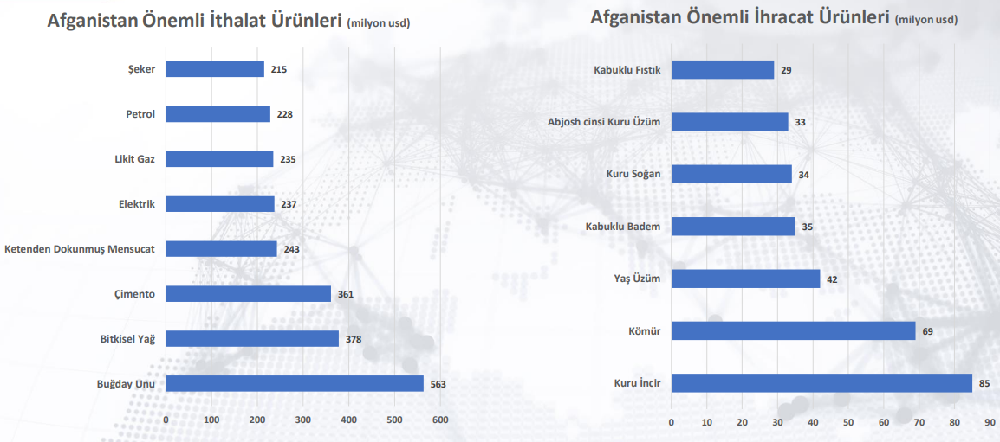 Afganistan Önemli İthalat Ürünleri (milyon usd)
Şeker 215
Petrol 228
Likit Gaz 235
Elektrik 237
Ketenden Dokunmuş Mensucat 243
Çimento 361
Bitkisel Yağ 378
Buğday Unu 563
0 100 200 300 400 500 600
Afganistan Önemli İhracat Ürünleri (milyon usd)
Kabuklu Fıstık 29
Abjosh cinsi Kuru Üzüm 33
Kuru Soğan 34
Kabuklu Badem 35
Yaş Üzüm 42
Kömür 69
Kuru İncir 85
0 10 20 30 40 50 60 70 80 90